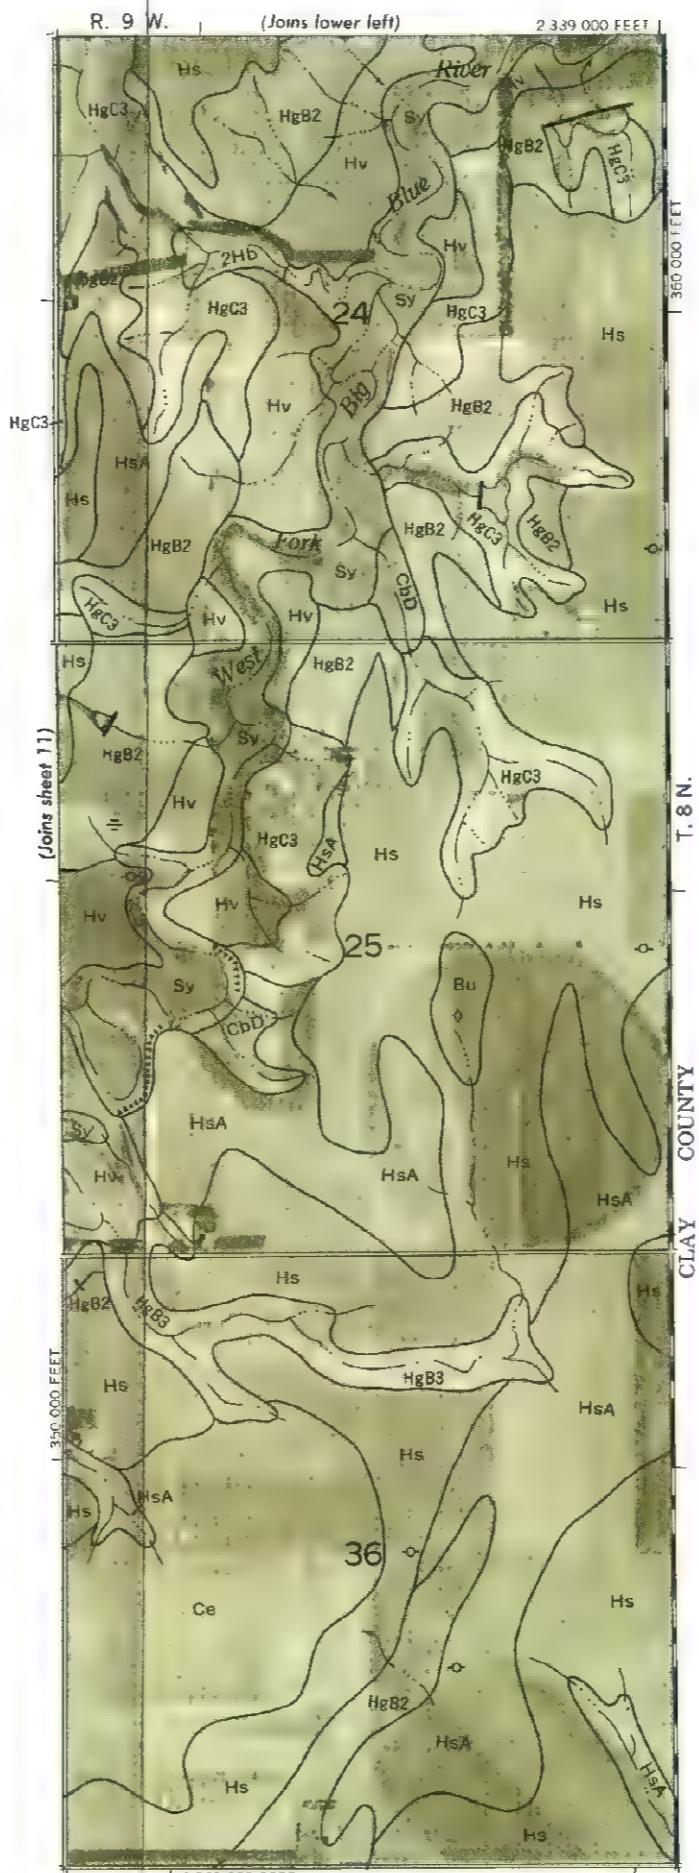 R. 9 W. (Joins lower left) 2 339 000 FEET
Hs River
HgC3 HgB2 Sy
Hv HgB2 HgC3
Blue
360 000 FEET
2Hb Hv
HgB2
HgC3 24 Sy HgC3
Hs
Big
HgC3 Hv HgB2
HsA
Hs
HgB2 Fork HgB2 HgC3 HgB2
Sy CbD
HgC3 Hv Hv Hs
Hs West HgB2
Sy
HgB2 HgC3
(Joins sheet 11) Hv T. 8 N.
HgC3 HsA Hs
Hv Hv Hs
25
Sy Bu
CbD
HsA
Sy
Hv HsA Hs
HsA
CLAY COUNTY
Hs Hs
HgB2 HgB3
HgB3
350 000 FEET Hs HsA
Hs
HsA
Hs
36
Ce Hs
HgB2
HsA
HsA
Hs
Hs